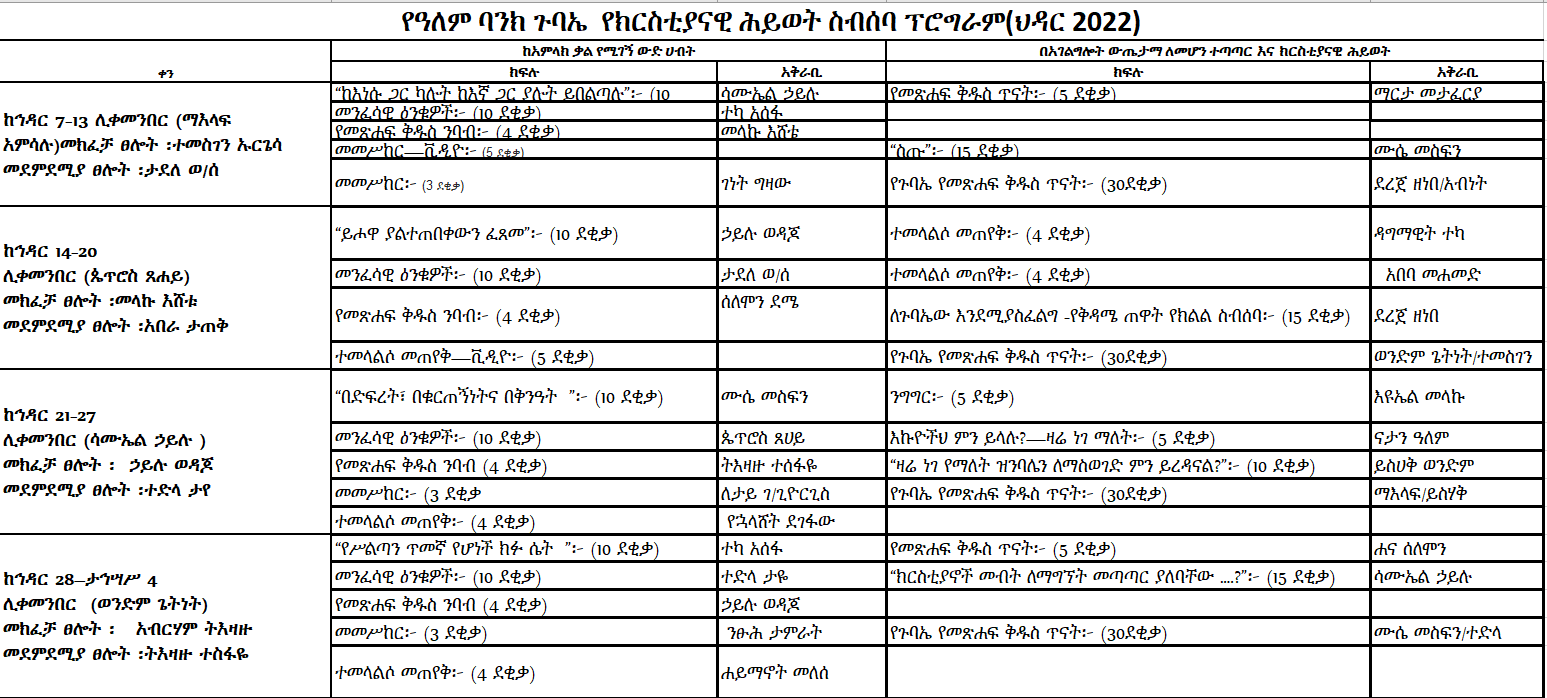 የዓለም ባንክ ጉባኤ የክርስቲያናዊ ሕይወት ስብሰባ ፕሮግራም(ህዳር 2022)
ከአምላክ ቃል የሚገኝ ውድ ሀብት በአገልግሎት ውጤታማ ለመሆን ተጣጣር እና ክርስቲያናዊ ሕይወት
ቀን ክፍሉ አቅራቢ ክፍሉ አቅራቢ
ከኅዳር 7-13 ሊቀመንበር (ማእላፍ
አምሳሉ)መክፈቻ ፀሎት ፡ተመስገን ኡርጌሳ
መደምደሚያ ፀሎት ፡ታደለ ወ/ሰ
“ከእነሱ ጋር ካሉት ከእኛ ጋር ያሉት ይበልጣሉ”፦ (10 ሳሙኤል ኃይሉ የመጽሐፍ ቅዱስ ጥናት፦ (5 ደቂቃ) ማርታ መታፈርያ
መንፈሳዊ ዕንቁዎች፦ (10 ደቂቃ) ተካ አሰፋ
የመጽሐፍ ቅዱስ ንባብ፦ (4 ደቂቃ) መላኩ እሸቴ
መመሥከር—ቪዲዮ፦ (5 ደቂቃ) “ስጡ”፦ (15 ደቂቃ) ሙሴ መስፍን
መመሥከር፦ (3 ደቂቃ) ገነት ግዛው የጉባኤ የመጽሐፍ ቅዱስ ጥናት፦ (30ደቂቃ) ደረጀ ዘነበ/አብነት
ከኅዳር 14-20
ሊቀመንበር (ጴጥሮስ ጸሐይ)
መክፈቻ ፀሎት ፡መላኩ እሸቱ
መደምደሚያ ፀሎት ፡አበራ ታጠቅ
“ይሖዋ ያልተጠበቀውን ፈጸመ”፦ (10 ደቂቃ) ኃይሉ ወዳጆ ተመላልሶ መጠየቅ፦ (4 ደቂቃ) ዳግማዊት ተካ
መንፈሳዊ ዕንቁዎች፦ (10 ደቂቃ) ታደለ ወ/ሰ ተመላልሶ መጠየቅ፦ (4 ደቂቃ) አበባ መሐመድ
የመጽሐፍ ቅዱስ ንባብ፦ (4 ደቂቃ) ሰለሞን ደሜ ለጉባኤው እንደሚያስፈልግ -የቅዳሜ ጠዋት የክልል ስብሰባ፦ (15 ደቂቃ) ደረጀ ዘነበ
ተመላልሶ መጠየቅ—ቪዲዮ፦ (5 ደቂቃ) የጉባኤ የመጽሐፍ ቅዱስ ጥናት፦ (30ደቂቃ) ወንድም ጌትነት/ተመስገን
ከኅዳር 21-27
ሊቀመንበር (ሳሙኤል ኃይሉ )
መክፈቻ ፀሎት ፡ ኃይሉ ወዳጆ
መደምደሚያ ፀሎት ፡ተድላ ታየ
“በድፍረት፣ በቁርጠኝነትና በቅንዓት ”፦ (10 ደቂቃ) ሙሴ መስፍን ንግግር፦ (5 ደቂቃ) እዩኤል መላኩ
መንፈሳዊ ዕንቁዎች፦ (10 ደቂቃ) ጴጥሮስ ጸሀይ እኩዮችህ ምን ይላሉ?—ዛሬ ነገ ማለት፦ (5 ደቂቃ) ናታን ዓለም
የመጽሐፍ ቅዱስ ንባብ (4 ደቂቃ) ትእዛዙ ተሰፋዬ “ዛሬ ነገ የማለት ዝንባሌን ለማስወገድ ምን ይረዳናል?”፦ (10 ደቂቃ) ይስሀቅ ወንድም
መመሥከር፦ (3 ደቂቃ ለታይ ገ/ጊዮርጊስ የጉባኤ የመጽሐፍ ቅዱስ ጥናት፦ (30ደቂቃ) ማእላፍ/ይስሃቅ
ተመላልሶ መጠየቅ፦ (4 ደቂቃ) የኋላሸት ደገፋው
ከኅዳር 28–ታኅሣሥ 4
ሊቀመንበር (ወንድም ጌትነት)
መክፈቻ ፀሎት ፡ አብርሃም ትእዛዙ
መደምደሚያ ፀሎት ፡ትእዛዙ ተስፋዬ
“የሥልጣን ጥመኛ የሆነች ክፉ ሴት ”፦ (10 ደቂቃ) ተካ አሰፋ የመጽሐፍ ቅዱስ ጥናት፦ (5 ደቂቃ) ሐና ሰለሞን
መንፈሳዊ ዕንቁዎች፦ (10 ደቂቃ) ተድላ ታዬ “ክርስቲያኖች መብት ለማግኘት መጣጣር ያለባቸው ....?”፦ (15 ደቂቃ) ሳሙኤል ኃይሉ
የመጽሐፍ ቅዱስ ንባብ (4 ደቂቃ) ኃይሉ ወዳጆ
መመሥከር፦ (3 ደቂቃ) ንፁሕ ታምራት የጉባኤ የመጽሐፍ ቅዱስ ጥናት፦ (30ደቂቃ) ሙሴ መስፍን/ተድላ
ተመላልሶ መጠየቅ፦ (4 ደቂቃ) ሐይማኖት መለሰ